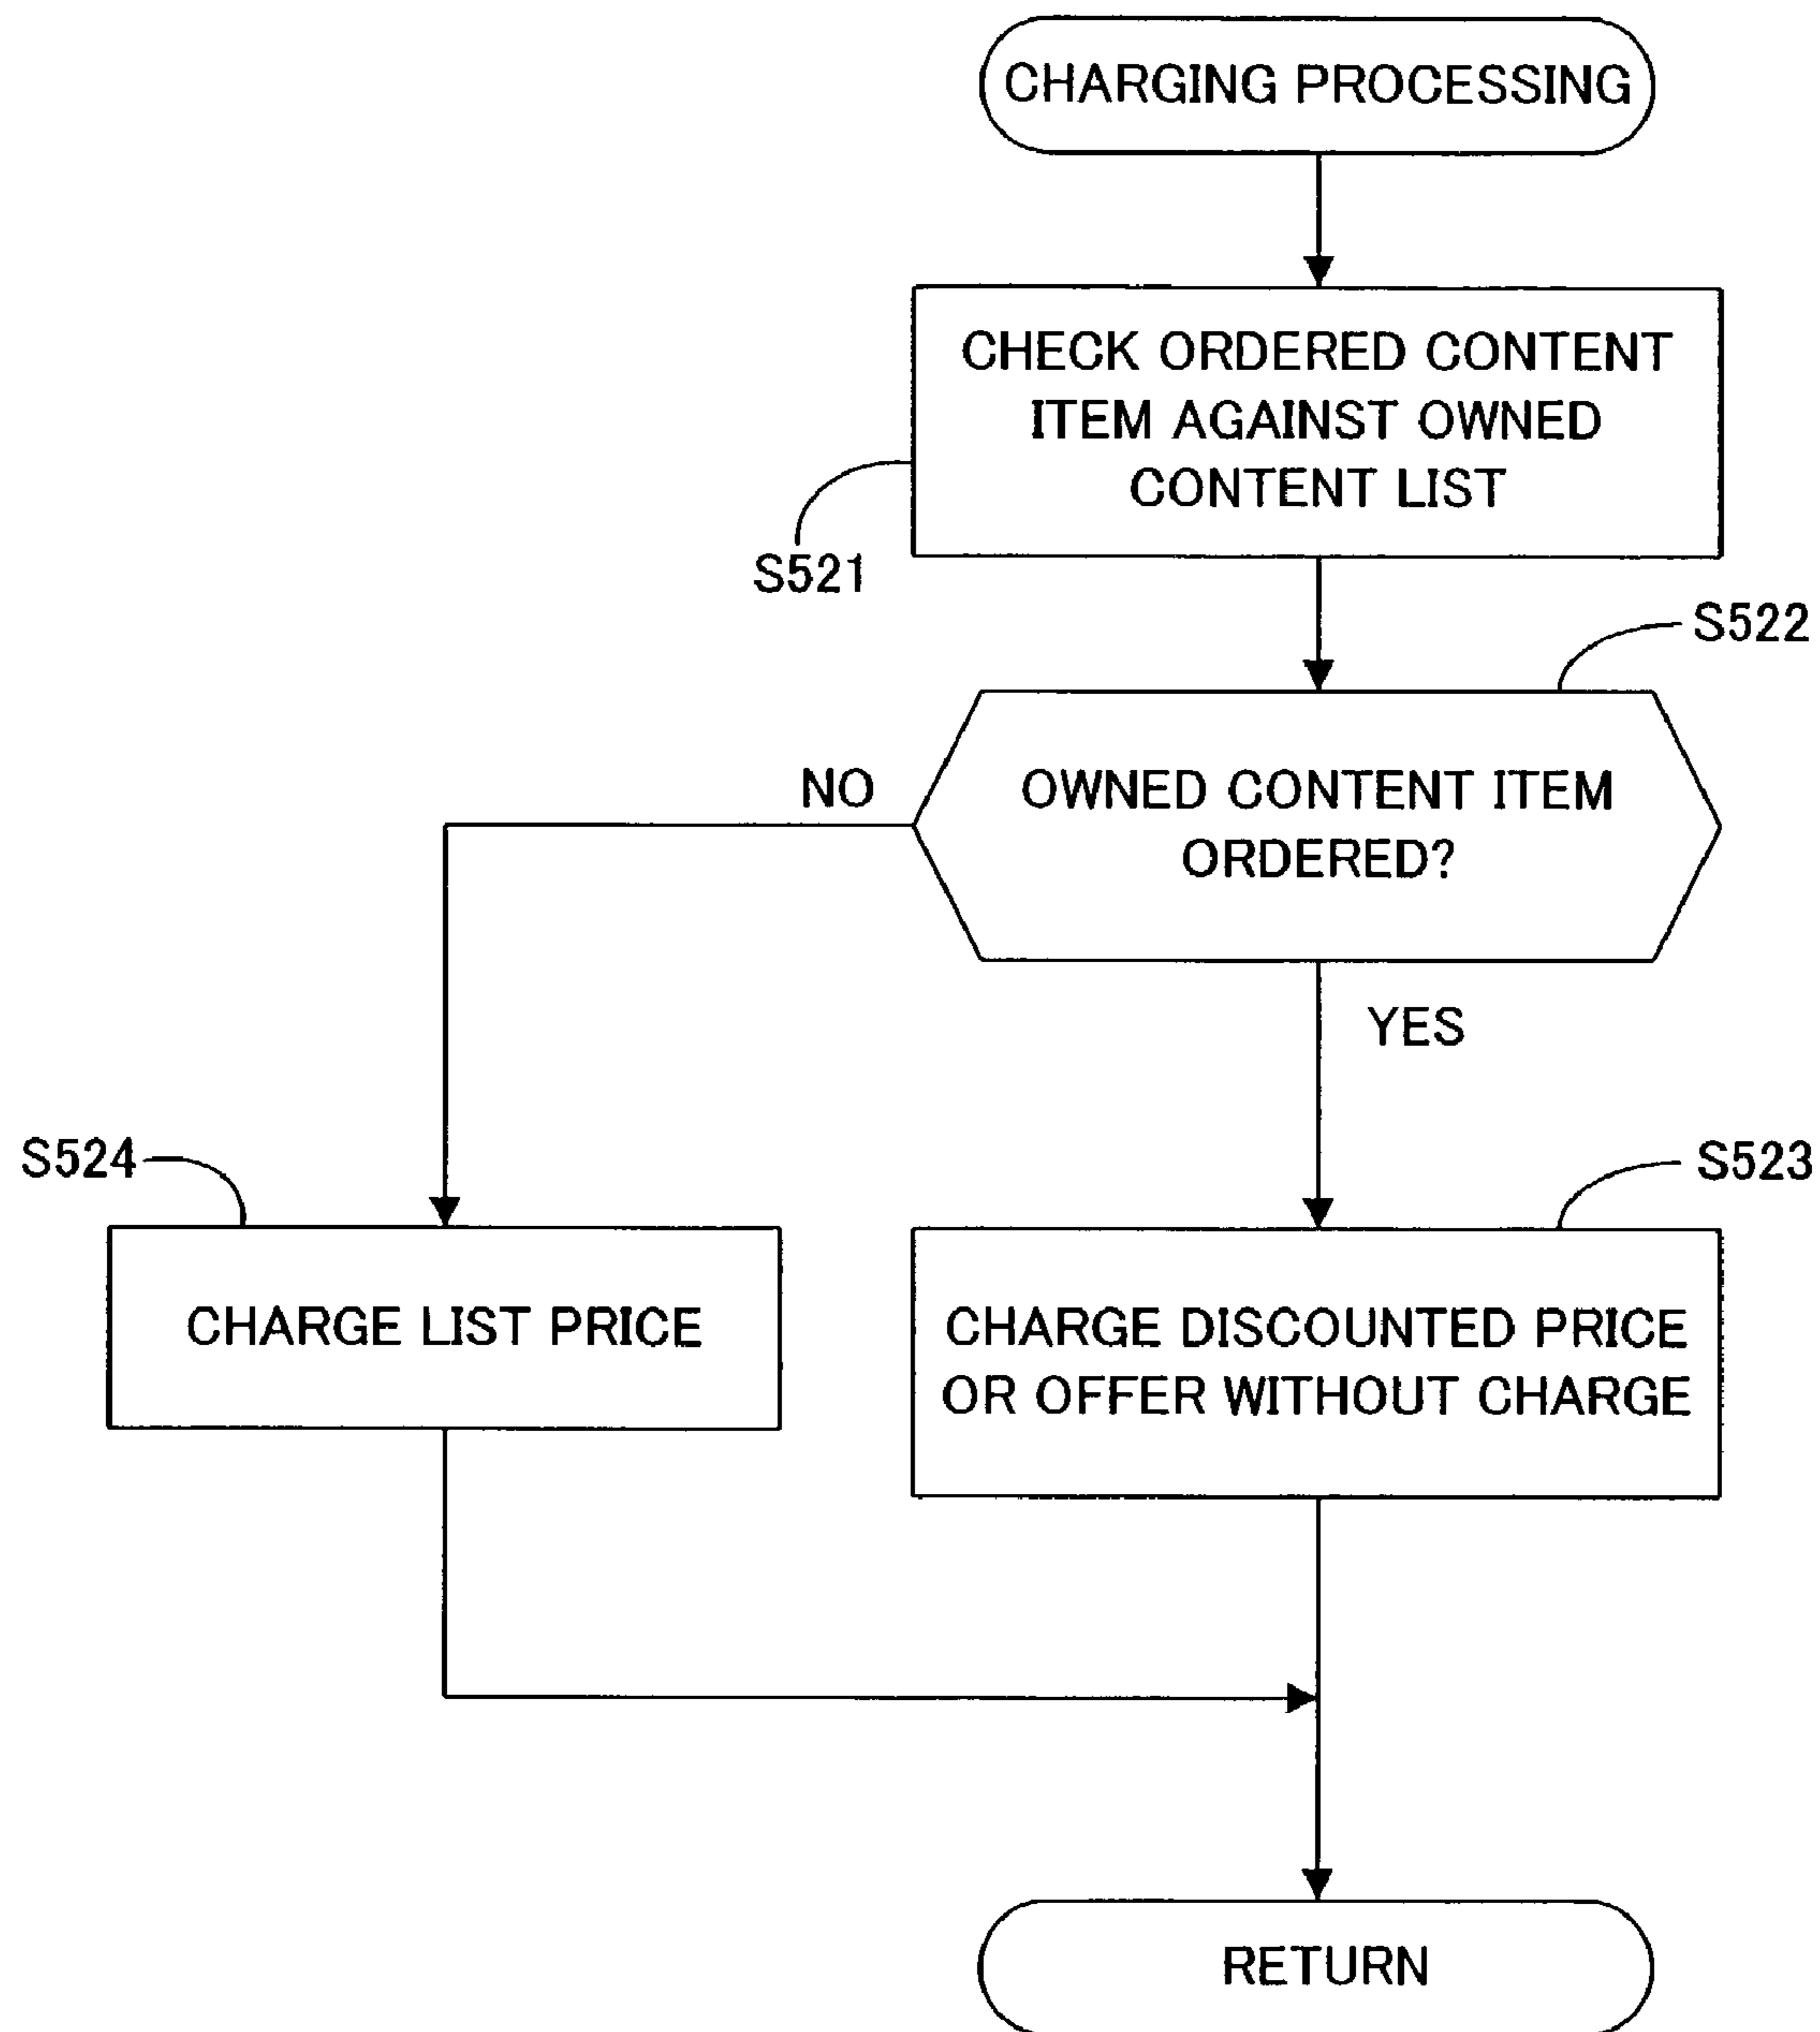 CHARGING PROCESSING
CHECK ORDERED CONTENT
ITEM AGAINST OWNED
CONTENT LIST
S521
S522
OWNED CONTENT ITEM
ORDERED?
NO
YES
S524
S523
CHARGE LIST PRICE
CHARGE DISCOUNTED PRICE
OR OFFER WITHOUT CHARGE
RETURN